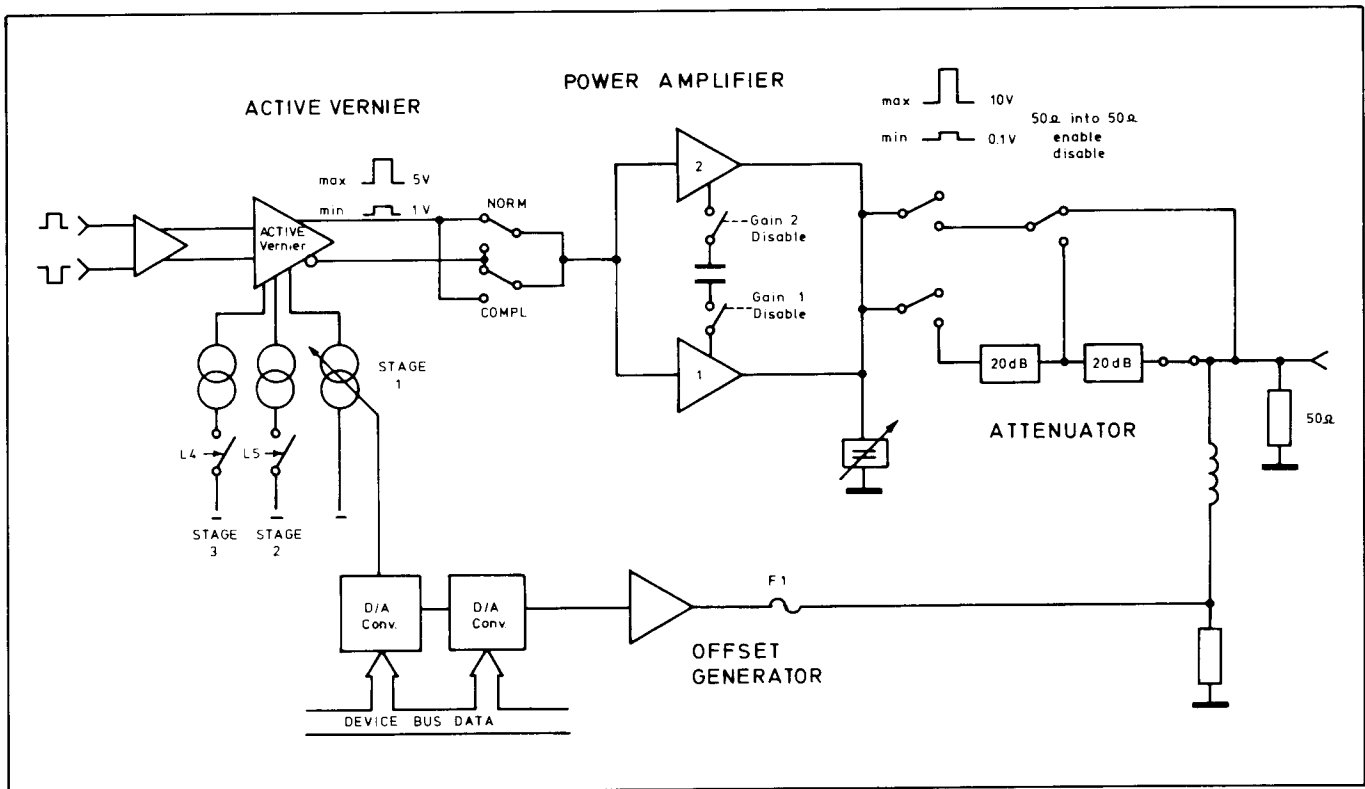 POWER AMPLIFIER
ACTIVE VERNIER
max 10V
min 0.1V
50Ω into 50Ω
enable
disable
max 5V
min 1V
NORM
COMPL
ACTIVE
Vernier
2
Gain 2
Disable
Gain 1
Disable
1
STAGE
1
L4
L5
STAGE
3
STAGE
2
20dB
20dB
ATTENUATOR
50Ω
D/A
Conv.
D/A
Conv.
F1
OFFSET
GENERATOR
DEVICE BUS DATA